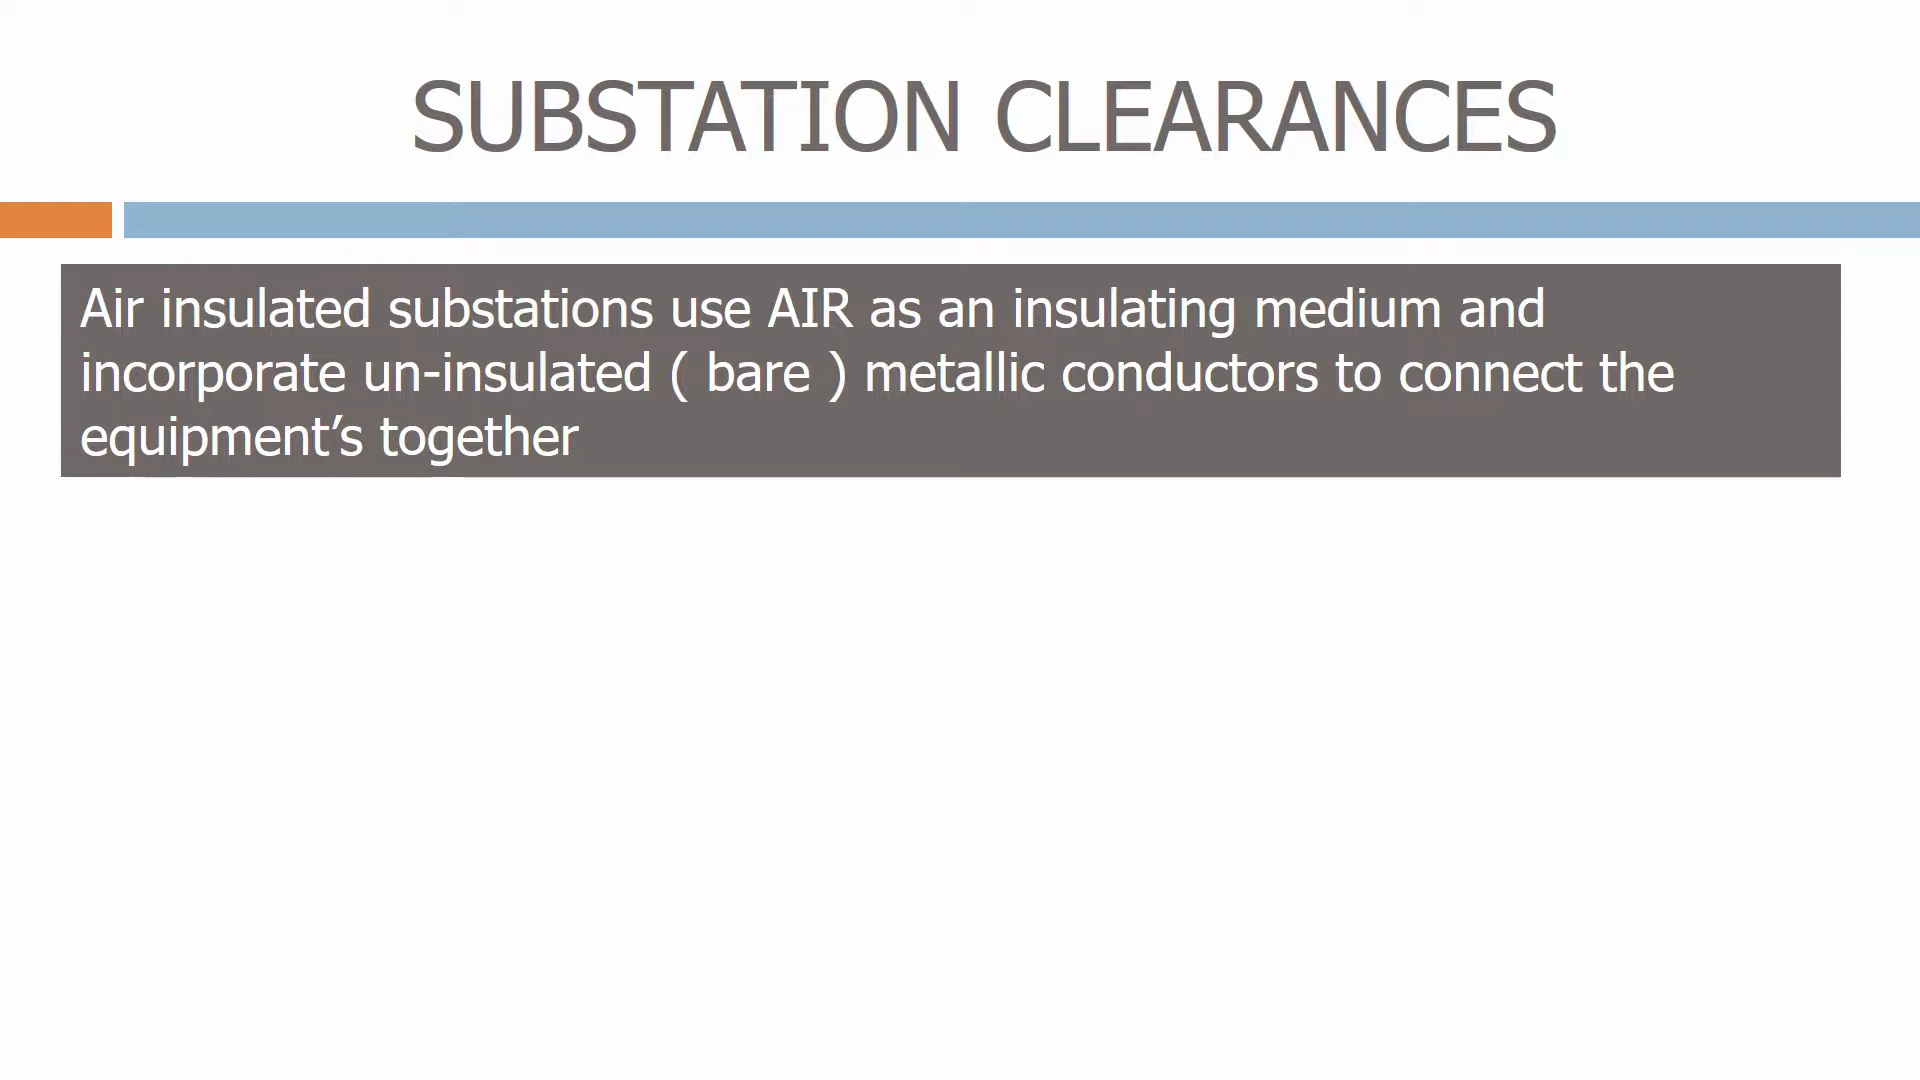 SUBSTATION CLEARANCES
Air insulated substations use AIR as an insulating medium and
incorporate un-insulated ( bare ) metallic conductors to connect the
equipment’s together